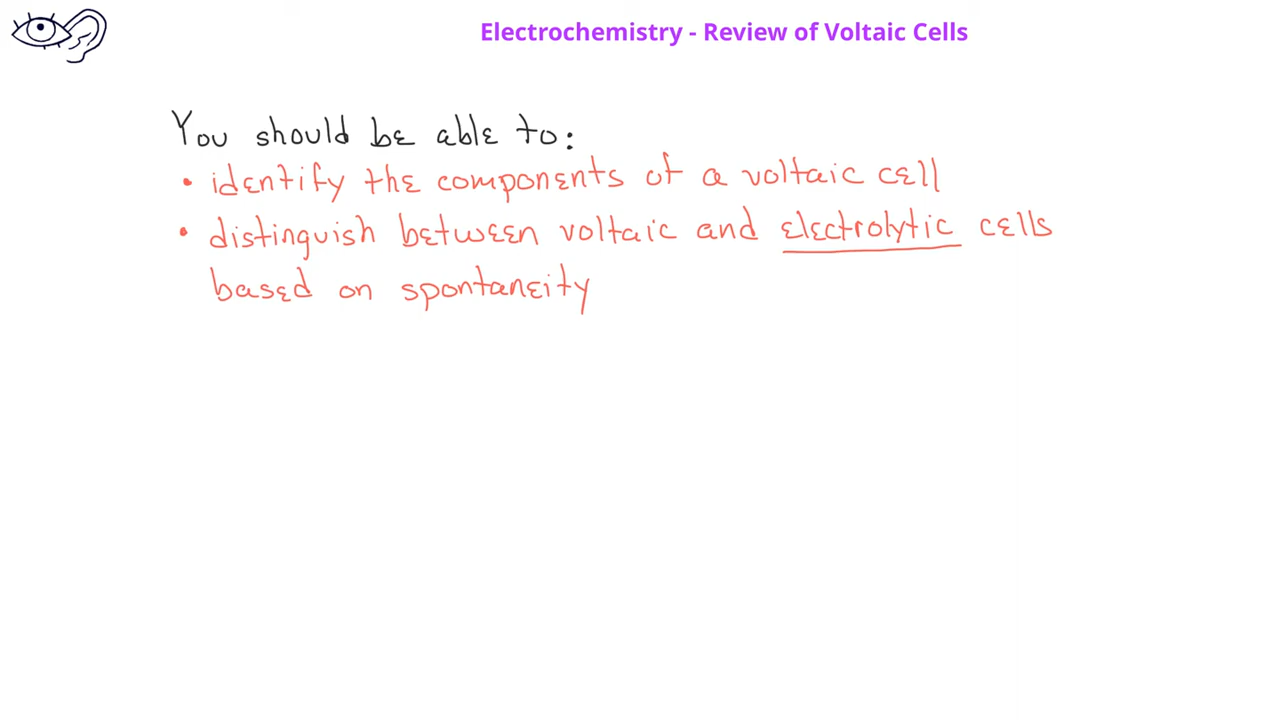 Electrochemistry - Review of Voltaic Cells
You should be able to:
• identify the components of a voltaic cell
• distinguish between voltaic and electrolytic cells
based on spontaneity